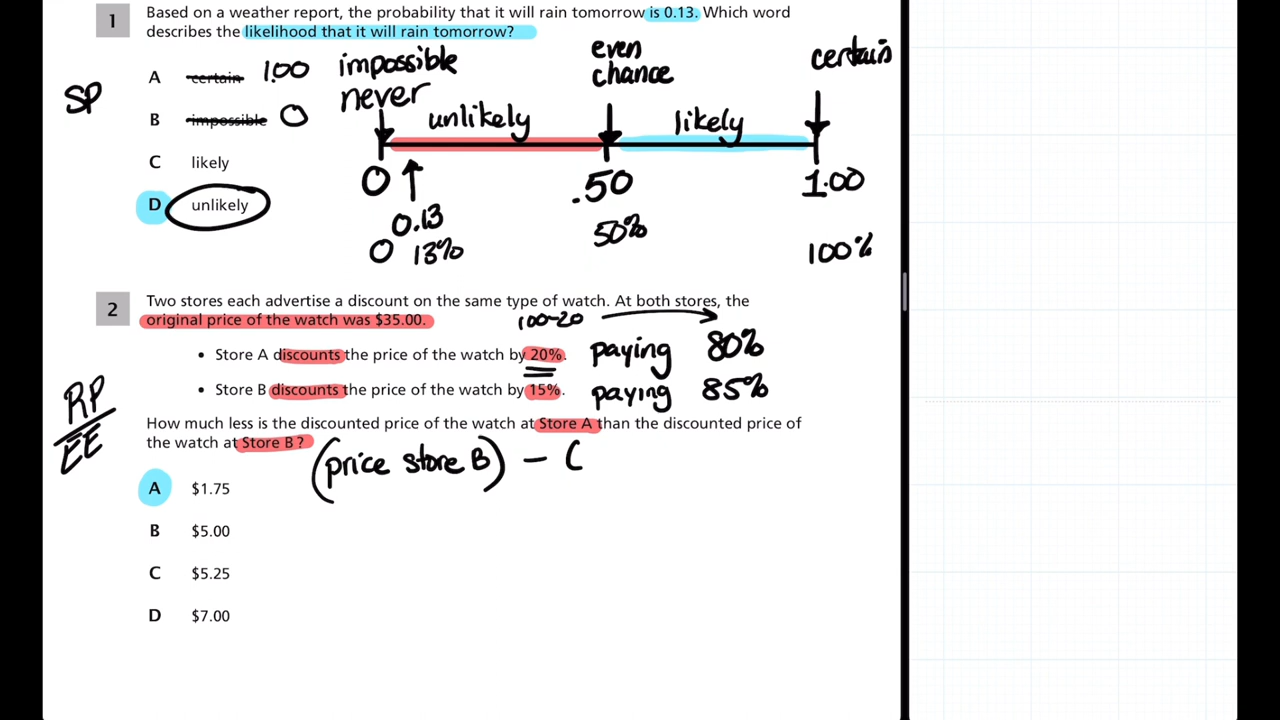 1 Based on a weather report, the probability that it will rain tomorrow is 0.13. Which word
describes the likelihood that it will rain tomorrow?
SP
A certain 1.00
B impossible 0
C likely
D unlikely
impossible
never
unlikely
even
chance
likely
certain
0
.50
1.00
0.13
0 13%
50%
100%
2 Two stores each advertise a discount on the same type of watch. At both stores, the
original price of the watch was $35.00.
100-20
• Store A discounts the price of the watch by 20%. paying 80%
• Store B discounts the price of the watch by 15%. paying 85%
RP
EE
How much less is the discounted price of the watch at Store A than the discounted price of
the watch at Store B?
(price store B) - (
A $1.75
B $5.00
C $5.25
D $7.00